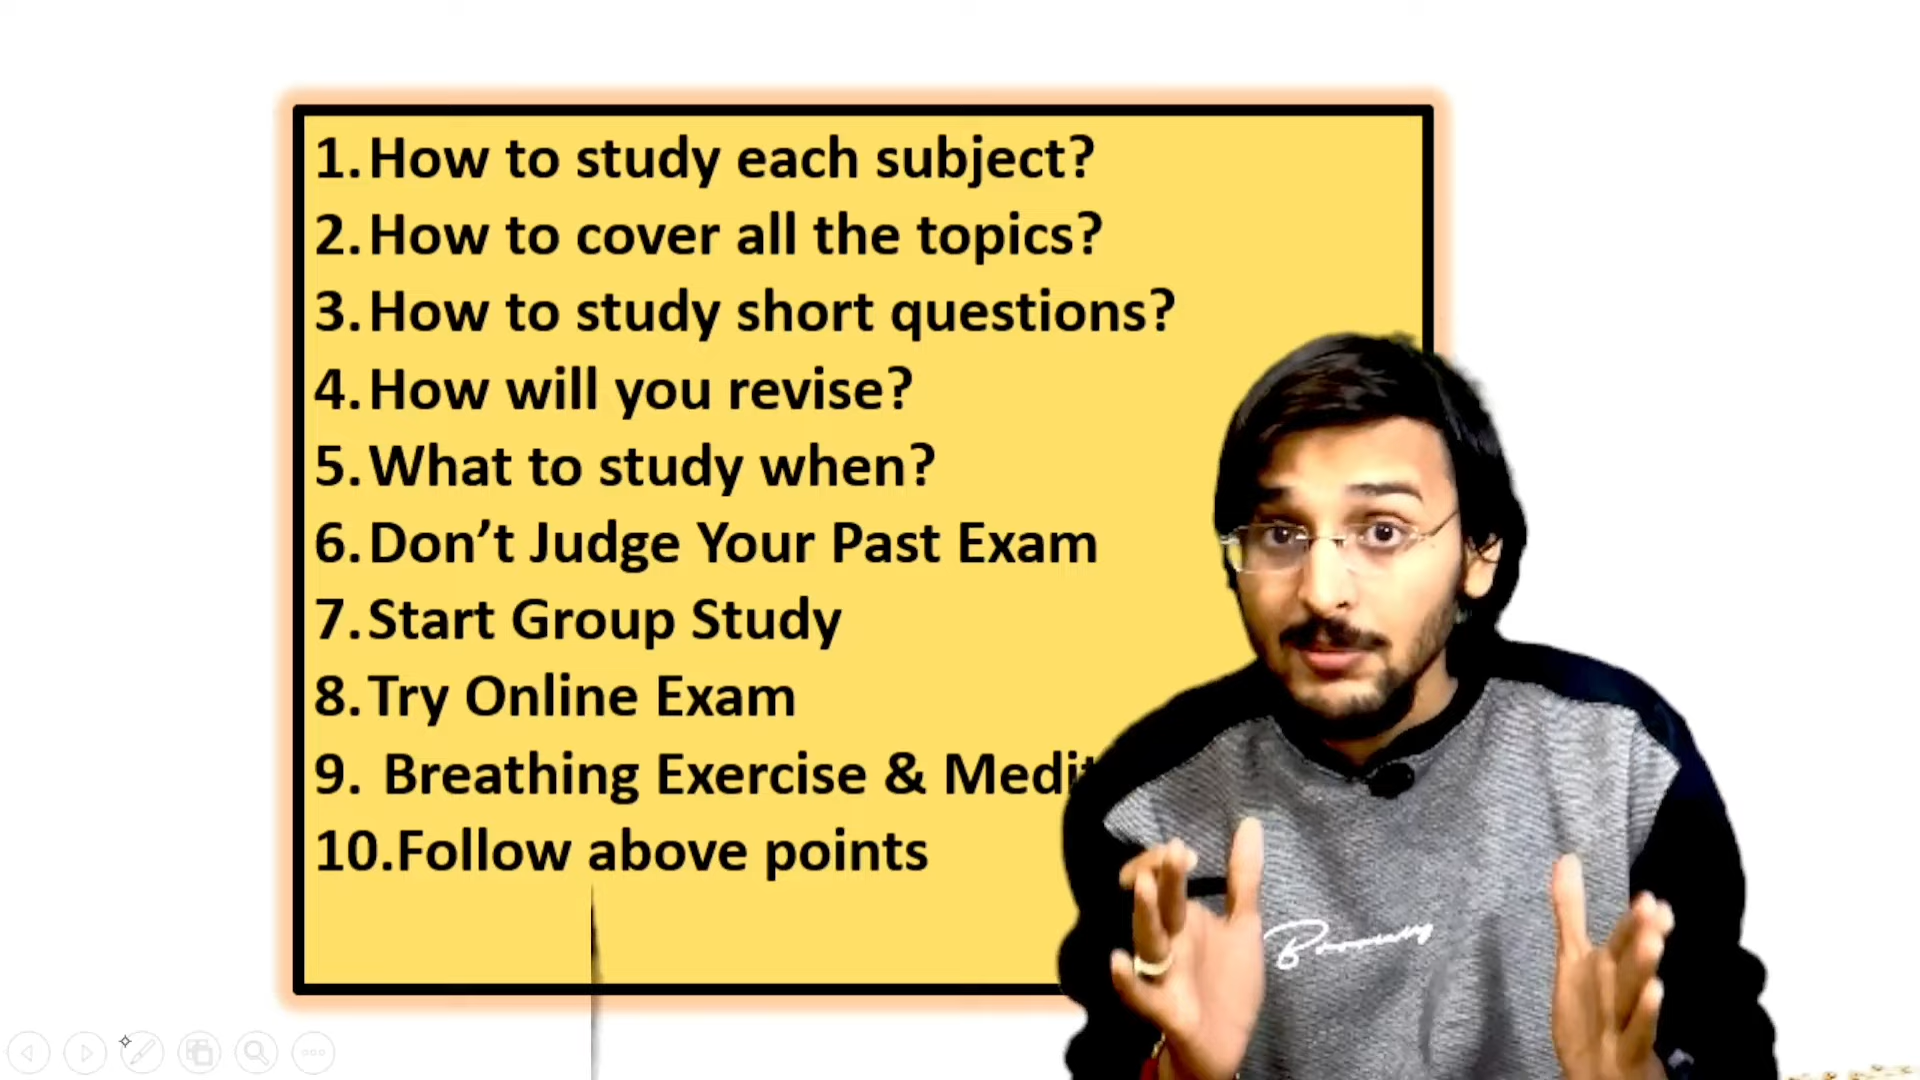 1.How to study each subject?
2.How to cover all the topics?
3.How to study short questions?
4.How will you revise?
5.What to study when?
6.Don’t Judge Your Past Exam
7.Start Group Study
8.Try Online Exam
9. Breathing Exercise &
10.Follow above points